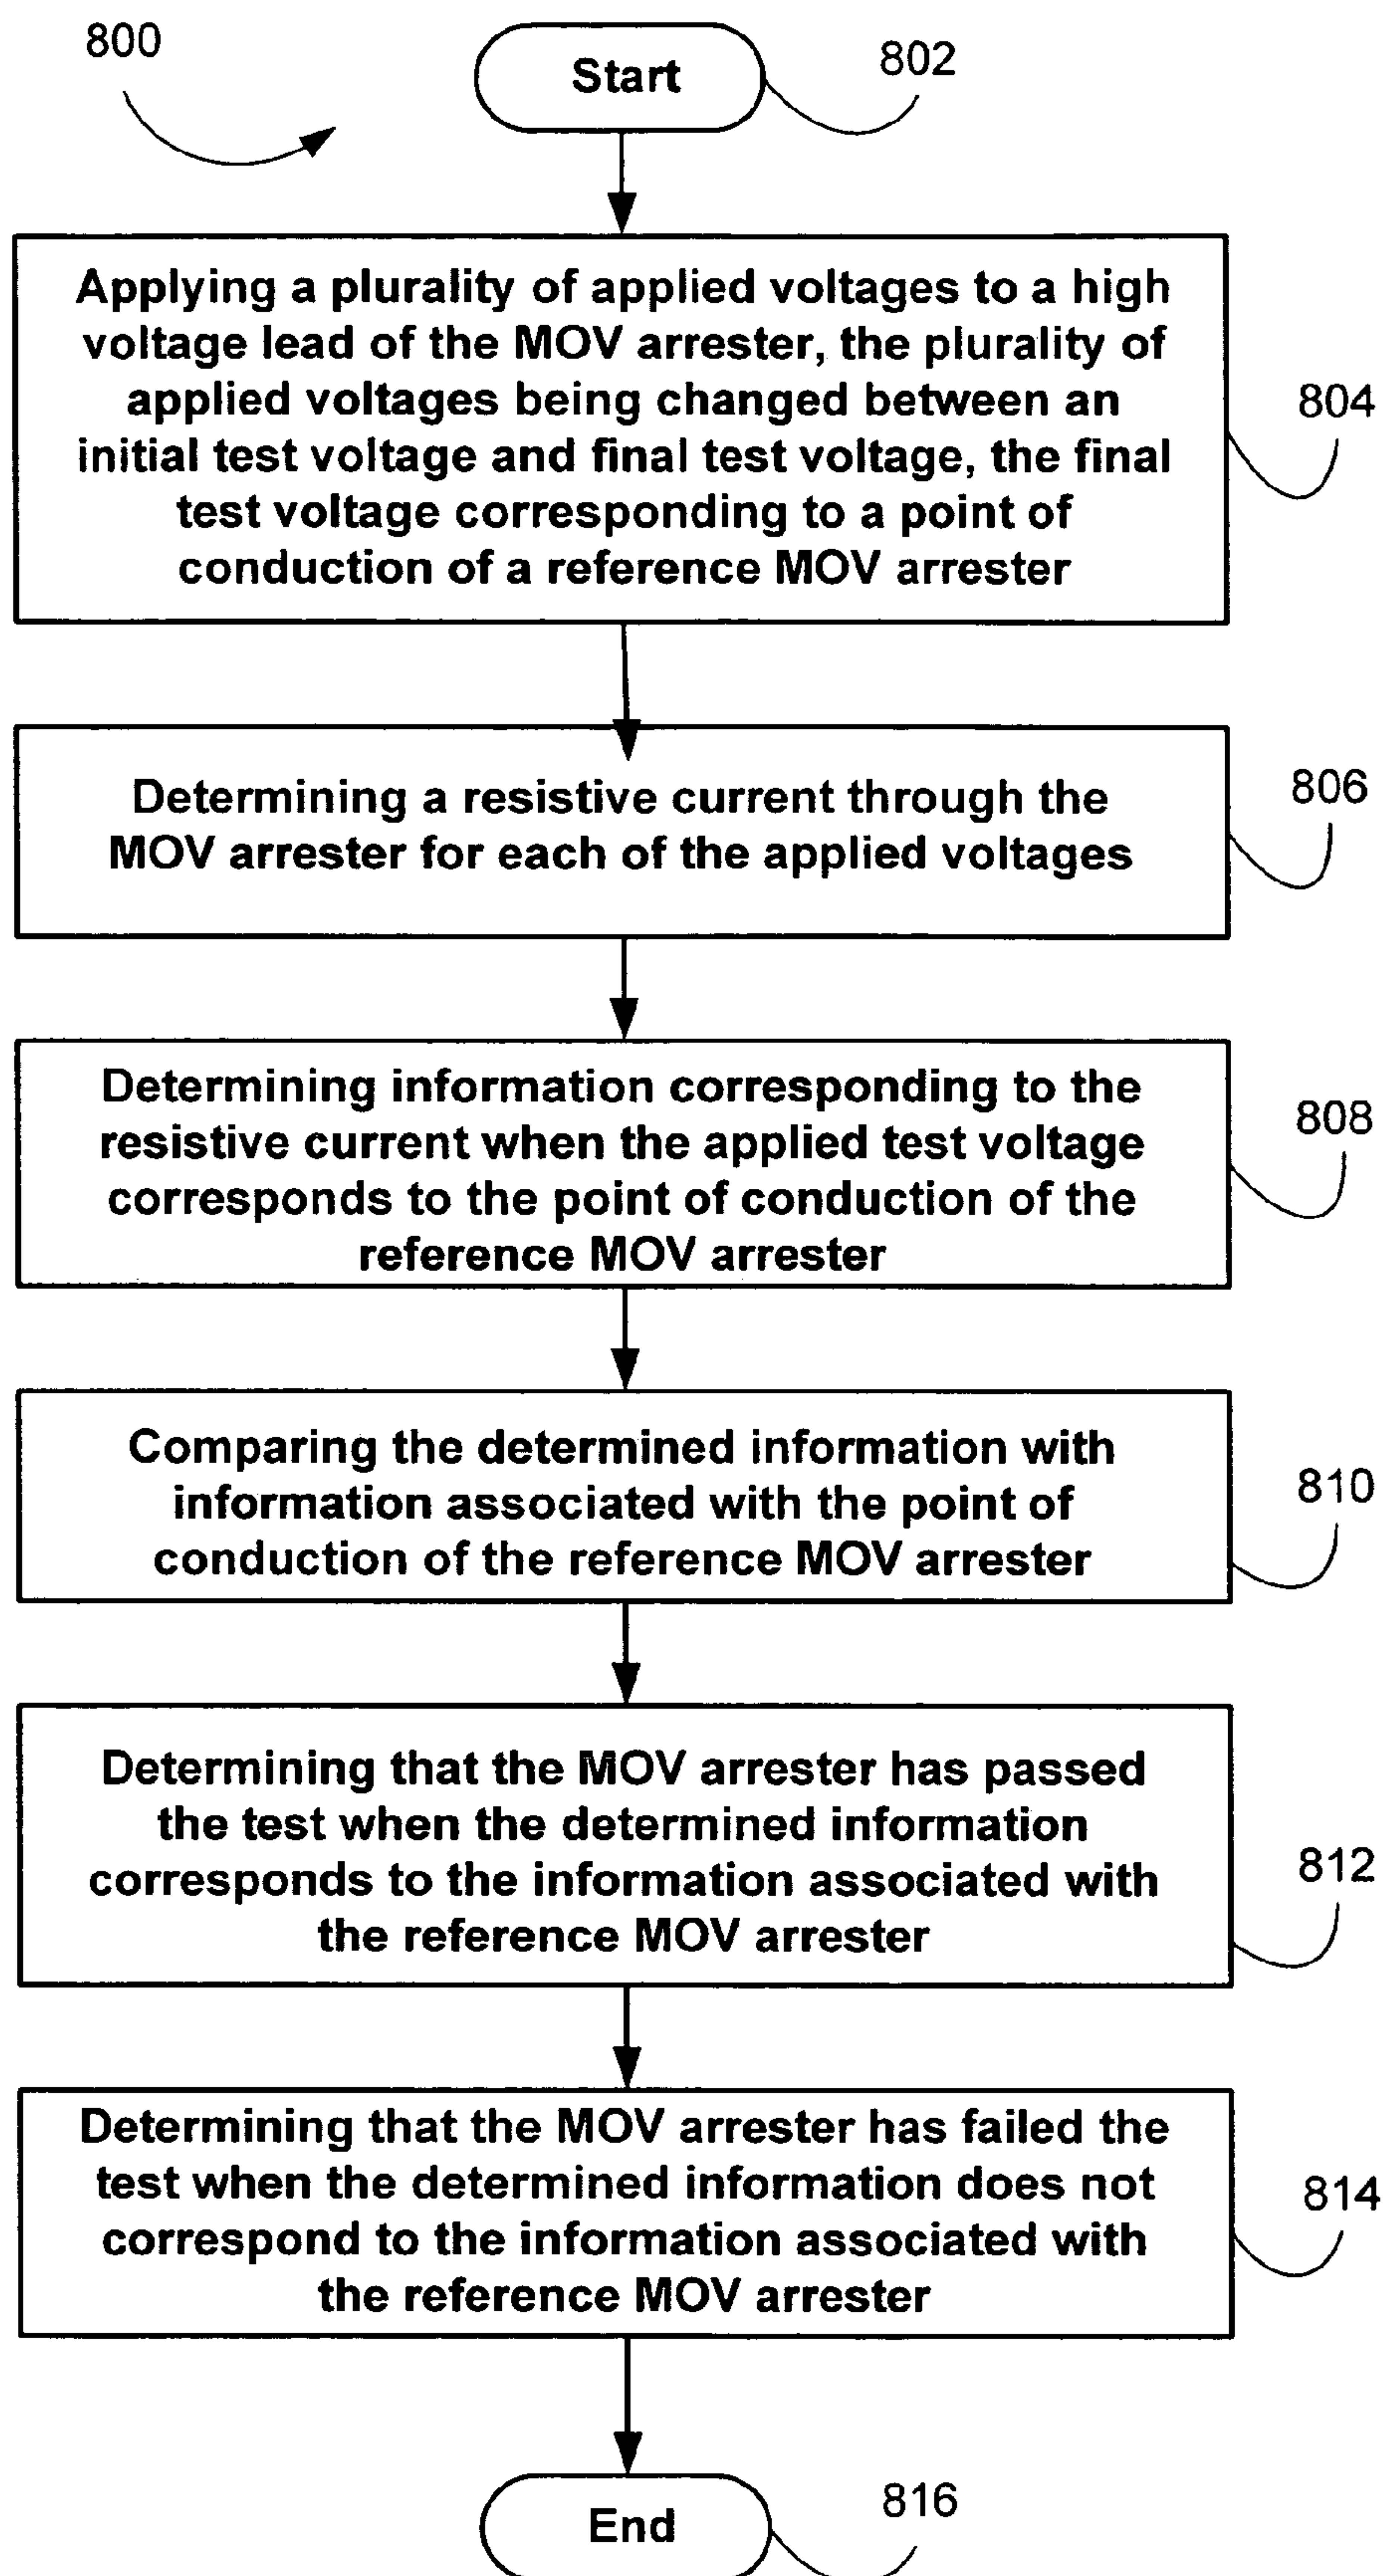 800
Start
802
Applying a plurality of applied voltages to a high
voltage lead of the MOV arrester, the plurality of
applied voltages being changed between an
initial test voltage and final test voltage, the final
test voltage corresponding to a point of
conduction of a reference MOV arrester
804
Determining a resistive current through the
MOV arrester for each of the applied voltages
806
Determining information corresponding to the
resistive current when the applied test voltage
corresponds to the point of conduction of the
reference MOV arrester
808
Comparing the determined information with
information associated with the point of
conduction of the reference MOV arrester
810
Determining that the MOV arrester has passed
the test when the determined information
corresponds to the information associated with
the reference MOV arrester
812
Determining that the MOV arrester has failed the
test when the determined information does not
correspond to the information associated with
the reference MOV arrester
814
End
816